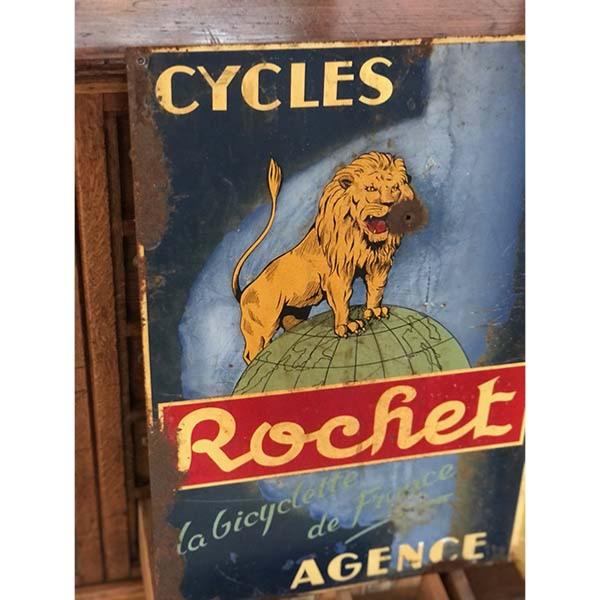 CYCLES
Rochet
la bicyclette
de France
AGENCE